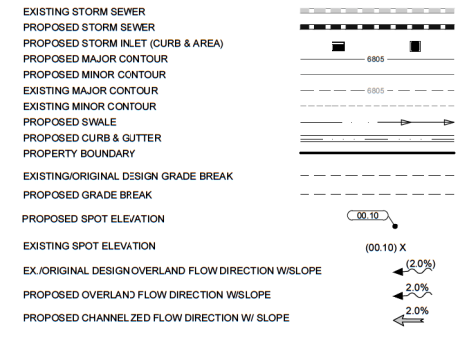 EXISTING STORM SEWER
PROPOSED STORM SEWER
PROPOSED STORM INLET (CURB & AREA)
PROPOSED MAJOR CONTOUR 6805
PROPOSED MINOR CONTOUR
EXISTING MAJOR CONTOUR 6805
EXISTING MINOR CONTOUR
PROPOSED SWALE
PROPOSED CURB & GUTTER
PROPERTY BOUNDARY
EXISTING/ORIGINAL DESIGN GRADE BREAK
PROPOSED GRADE BREAK
PROPOSED SPOT ELEVATION 00.10
EXISTING SPOT ELEVATION (00.10) X
EX./ORIGINAL DESIGN OVERLAND FLOW DIRECTION W/SLOPE (2.0%)
PROPOSED OVERLAND FLOW DIRECTION W/SLOPE 2.0%
PROPOSED CHANNELIZED FLOW DIRECTION W/ SLOPE 2.0%